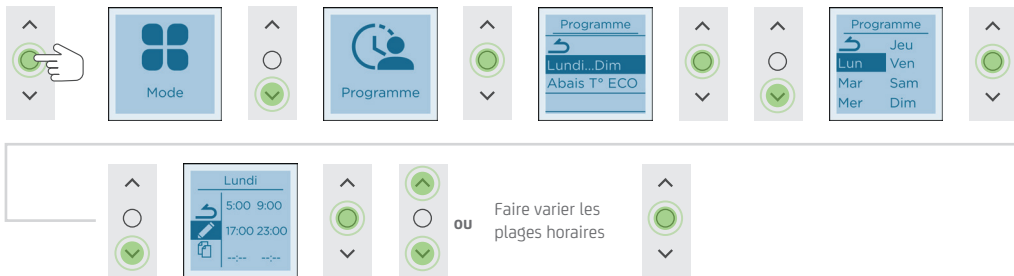 Mode
Programme
Programme
Lundi...Dim
Abais T° ECO
Programme
Jeu
Lun Ven
Mar Sam
Mer Dim
Lundi
5:00 9:00
17:00 23:00
--:-- --:--
ou
Faire varier les
plages horaires